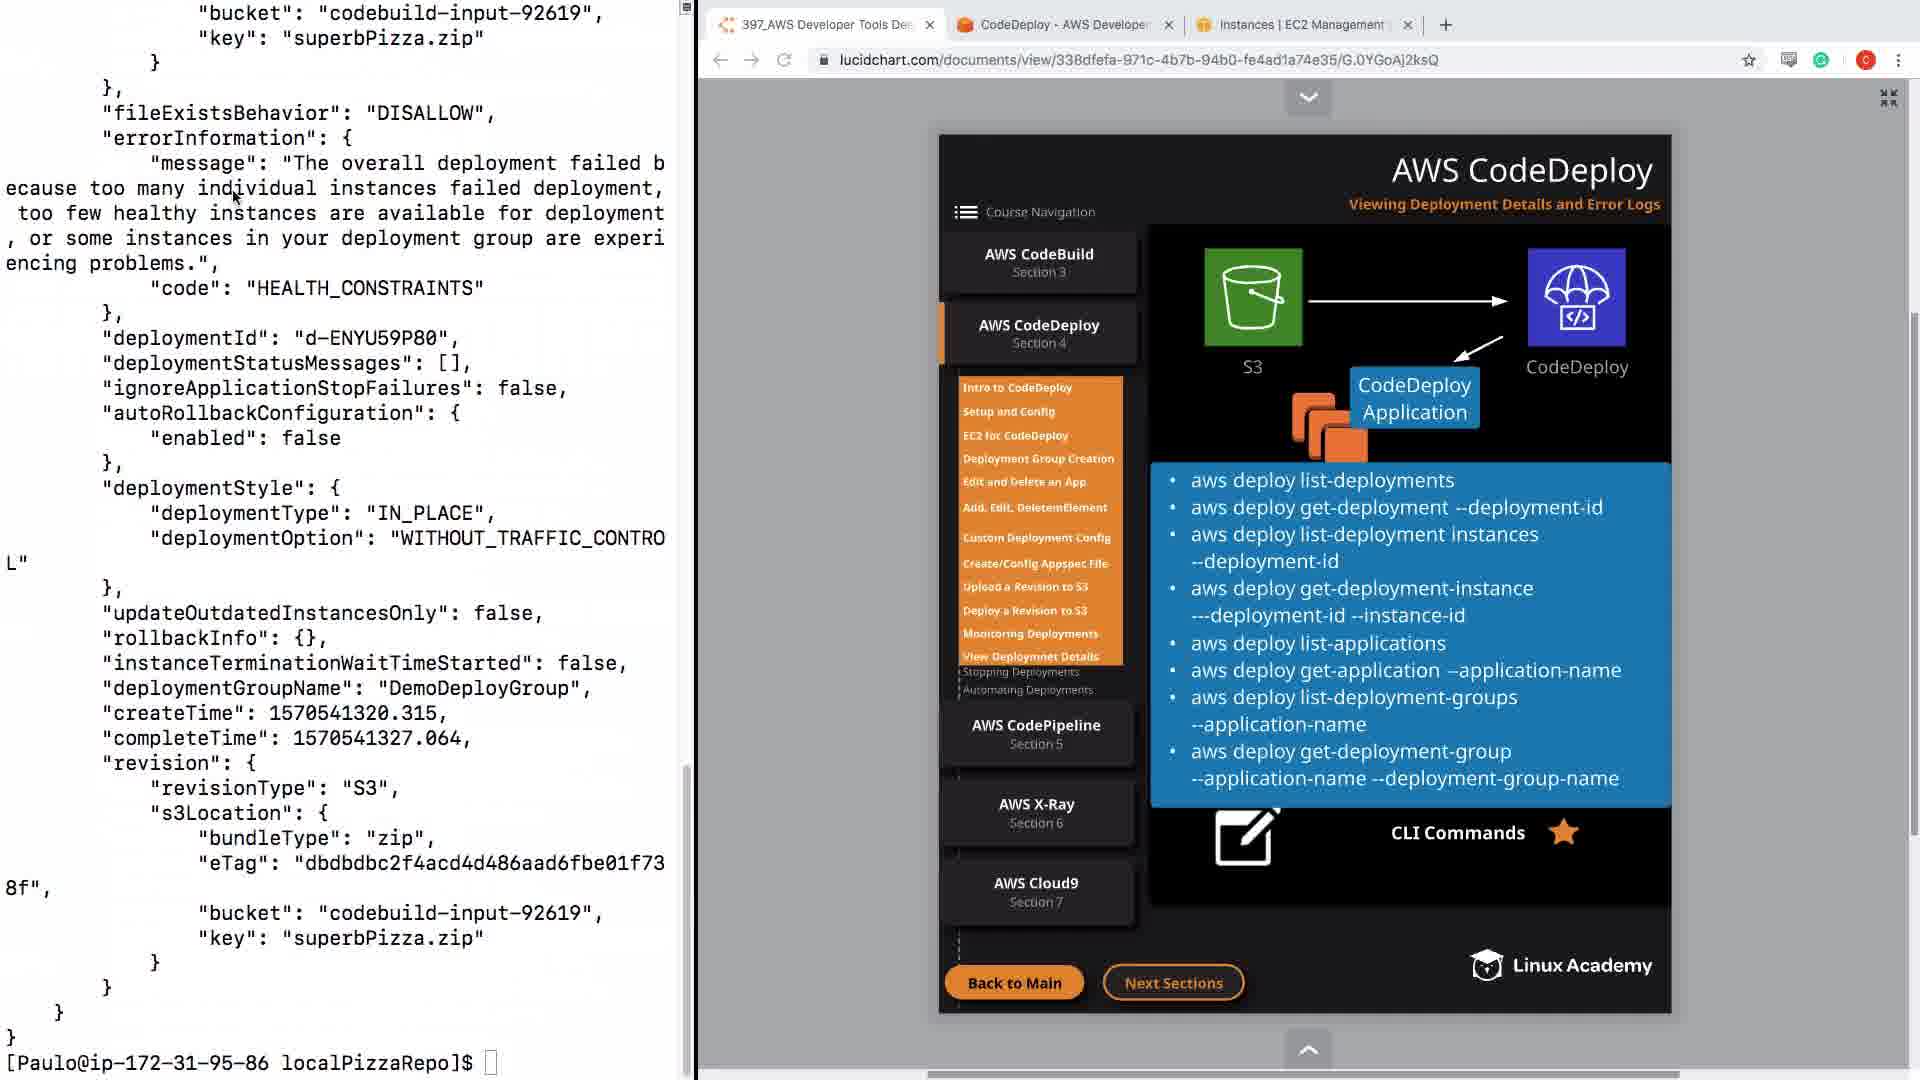 "bucket": "codebuild-input-92619",
"key": "superbPizza.zip"
}
},
"fileExistsBehavior": "DISALLOW",
"errorInformation": {
"message": "The overall deployment failed b
ecause too many individual instances failed deployment,
too few healthy instances are available for deployment
, or some instances in your deployment group are experi
encing problems.",
"code": "HEALTH_CONSTRAINTS"
},
"deploymentId": "d-ENYU59P80",
"deploymentStatusMessages": [],
"ignoreApplicationStopFailures": false,
"autoRollbackConfiguration": {
"enabled": false
},
"deploymentStyle": {
"deploymentType": "IN_PLACE",
"deploymentOption": "WITHOUT_TRAFFIC_CONTRO
L"
},
"updateOutdatedInstancesOnly": false,
"rollbackInfo": {},
"instanceTerminationWaitTimeStarted": false,
"deploymentGroupName": "DemoDeployGroup",
"createTime": 1570541320.315,
"completeTime": 1570541327.064,
"revision": {
"revisionType": "S3",
"s3Location": {
"bundleType": "zip",
"eTag": "dbdbdbc2f4acd4d486aad6fbe01f73
8f",
"bucket": "codebuild-input-92619",
"key": "superbPizza.zip"
}
}
}
}
[Paulo@ip-172-31-95-86 localPizzaRepo]$
397_AWS Developer Tools Dee
CodeDeploy - AWS Developer
Instances | EC2 Management
lucidchart.com/documents/view/338dfefa-971c-4b7b-94b0-fe4ad1a74e35/G.0YGoAj2ksQ
C
AWS CodeDeploy
Viewing Deployment Details and Error Logs
Course Navigation
AWS CodeBuild
Section 3
AWS CodeDeploy
Section 4
Intro to CodeDeploy
Setup and Config
EC2 for CodeDeploy
Deployment Group Creation
Edit and Delete an App
Add, Edit, DeletemElement
Custom Deployment Config
Create/Config Appspec File
Upload a Revision to S3
Deploy a Revision to S3
Monitoring Deployments
View Deploymnet Details
Stopping Deployments
Automating Deployments
AWS CodePipeline
Section 5
AWS X-Ray
Section 6
AWS Cloud9
Section 7
Back to Main
Next Sections
S3
CodeDeploy
CodeDeploy
Application
• aws deploy list-deployments
• aws deploy get-deployment --deployment-id
• aws deploy list-deployment instances
--deployment-id
• aws deploy get-deployment-instance
---deployment-id --instance-id
• aws deploy list-applications
• aws deploy get-application –application-name
• aws deploy list-deployment-groups
--application-name
• aws deploy get-deployment-group
--application-name --deployment-group-name
CLI Commands
Linux Academy